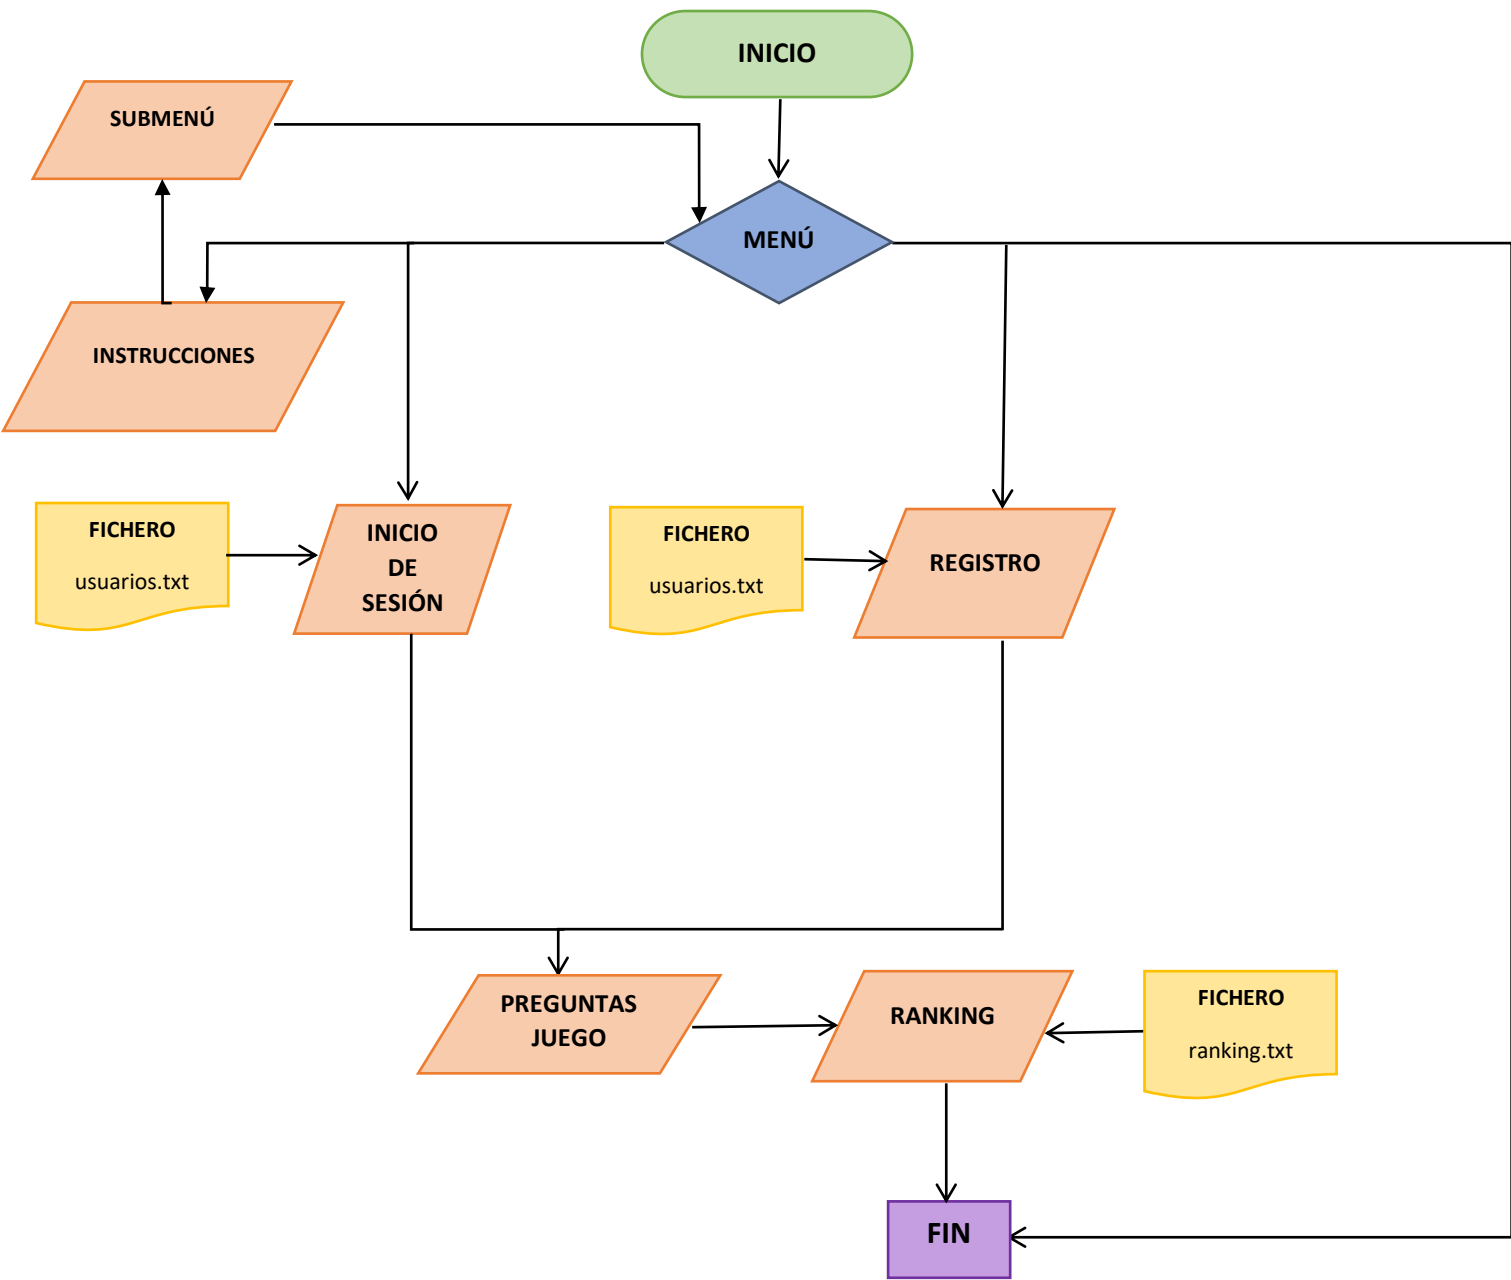 INICIO
SUBMENÚ
MENÚ
INSTRUCCIONES
FICHERO
usuarios.txt
INICIO
DE
SESIÓN
FICHERO
usuarios.txt
REGISTRO
PREGUNTAS
JUEGO
RANKING
FICHERO
ranking.txt
FIN